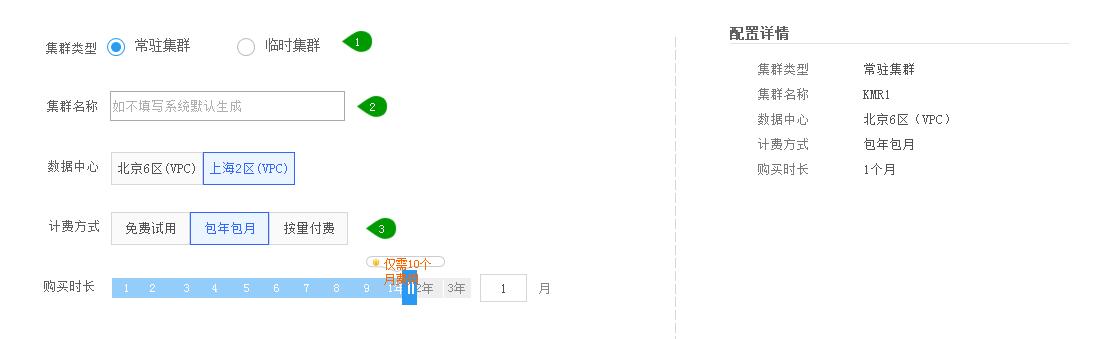 集群类型 常驻集群 临时集群 1
集群名称 如不填写系统默认生成 2
数据中心 北京6区(VPC) 上海2区(VPC)
计费方式 免费试用 包年包月 按量付费 3
仅需10个
月费用
购买时长 1 2 3 4 5 6 7 8 9 1年 2年 3年 1 月
配置详情
集群类型 常驻集群
集群名称 KMR1
数据中心 北京6区（VPC）
计费方式 包年包月
购买时长 1个月